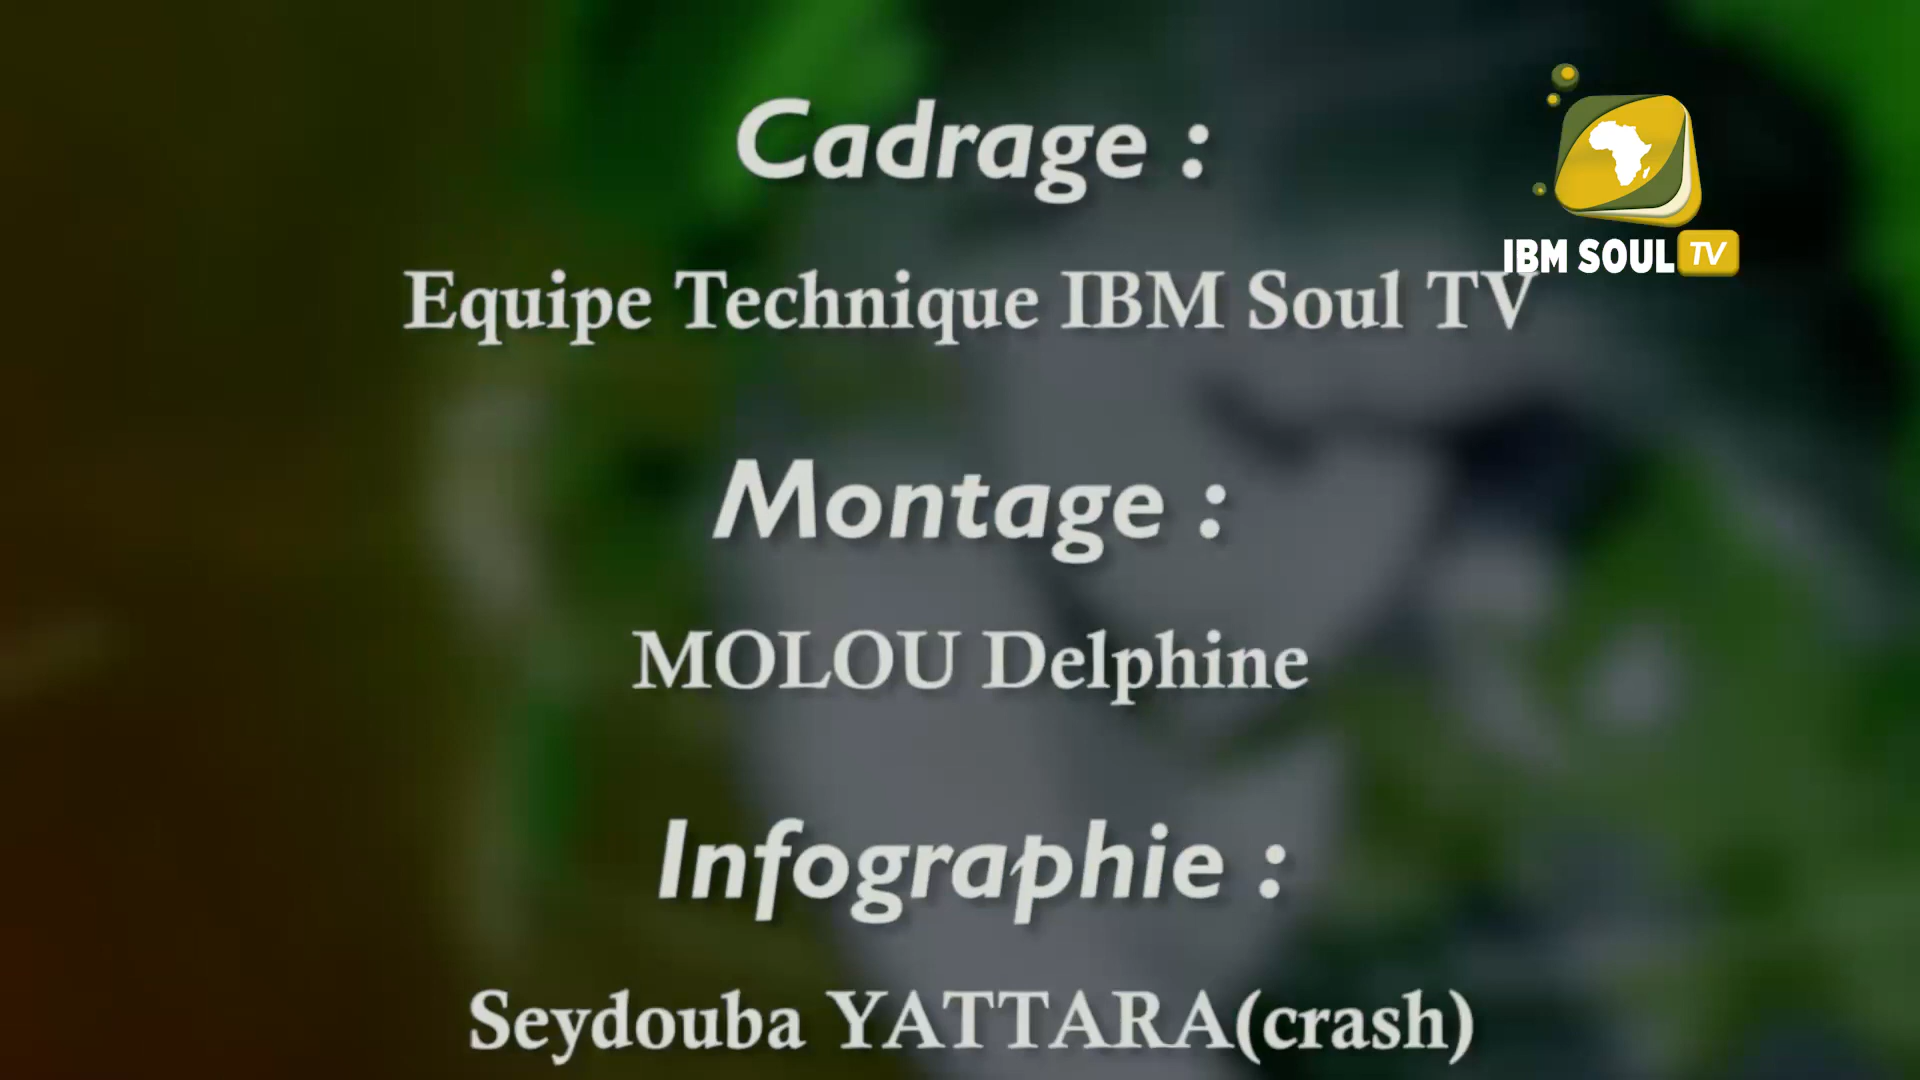 Cadrage :
IBM SOUL TV
Equipe Technique IBM Soul TV
Montage :
MOLOU Delphine
Infographie :
Seydouba YATTARA(crash)